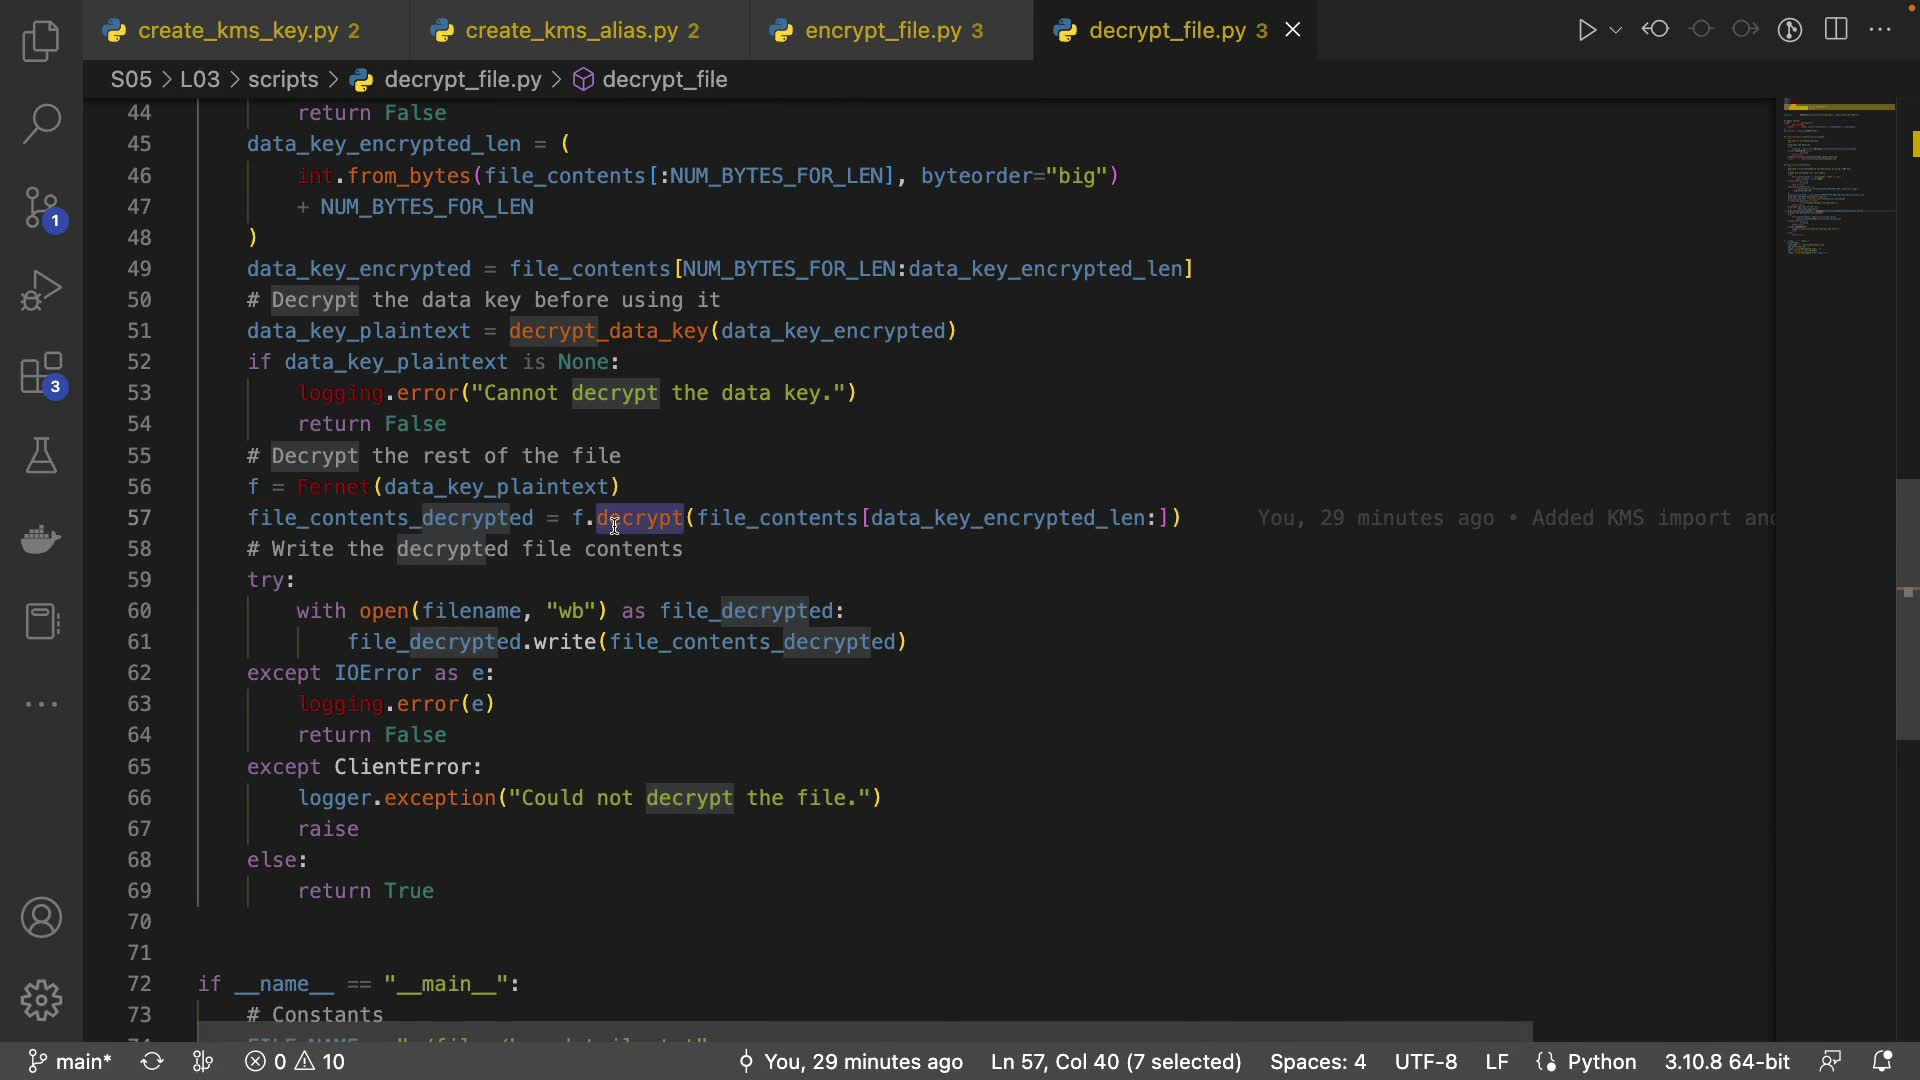 create_kms_key.py 2
create_kms_alias.py 2
encrypt_file.py 3
decrypt_file.py 3
S05 > L03 > scripts > decrypt_file.py > decrypt_file
44 return False
45 data_key_encrypted_len = (
46 int.from_bytes(file_contents[:NUM_BYTES_FOR_LEN], byteorder="big")
47 + NUM_BYTES_FOR_LEN
48 )
49 data_key_encrypted = file_contents[NUM_BYTES_FOR_LEN:data_key_encrypted_len]
50 # Decrypt the data key before using it
51 data_key_plaintext = decrypt_data_key(data_key_encrypted)
52 if data_key_plaintext is None:
53 logging.error("Cannot decrypt the data key.")
54 return False
55 # Decrypt the rest of the file
56 f = Fernet(data_key_plaintext)
57 file_contents_decrypted = f.decrypt(file_contents[data_key_encrypted_len:]) You, 29 minutes ago • Added KMS import and
58 # Write the decrypted file contents
59 try:
60 with open(filename, "wb") as file_decrypted:
61 file_decrypted.write(file_contents_decrypted)
62 except IOError as e:
63 logging.error(e)
64 return False
65 except ClientError:
66 logger.exception("Could not decrypt the file.")
67 raise
68 else:
69 return True
70
71
72 if __name__ == "__main__":
73 # Constants
1
3
main* 0 10 You, 29 minutes ago Ln 57, Col 40 (7 selected) Spaces: 4 UTF-8 LF Python 3.10.8 64-bit